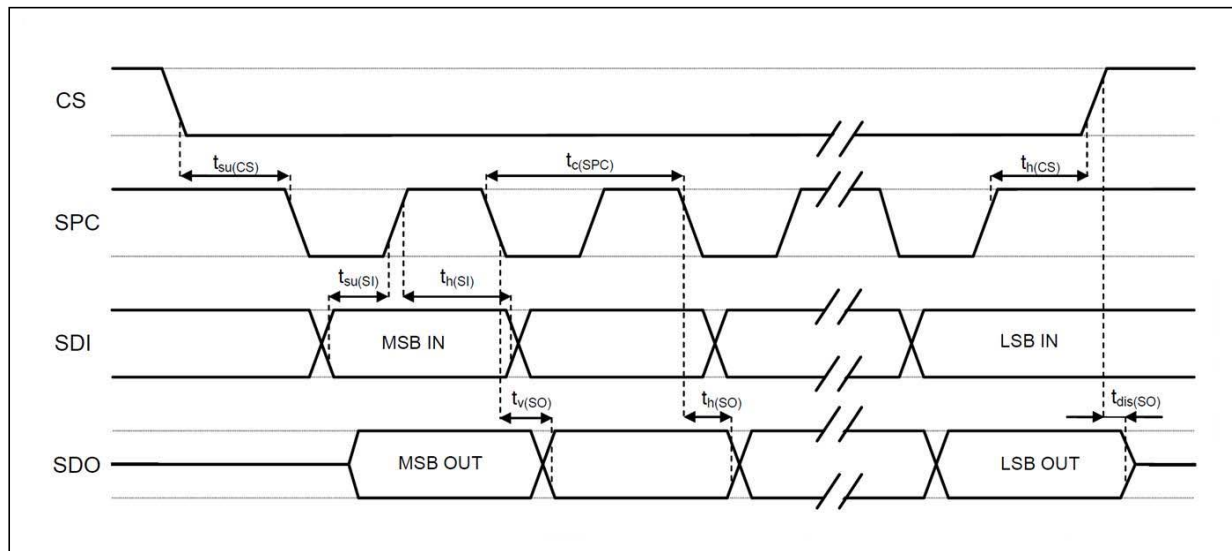 CS
tsu(CS)
tc(SPC)
th(CS)
SPC
tsu(SI)
th(SI)
SDI
MSB IN
LSB IN
tv(SO)
th(SO)
tdis(SO)
SDO
MSB OUT
LSB OUT